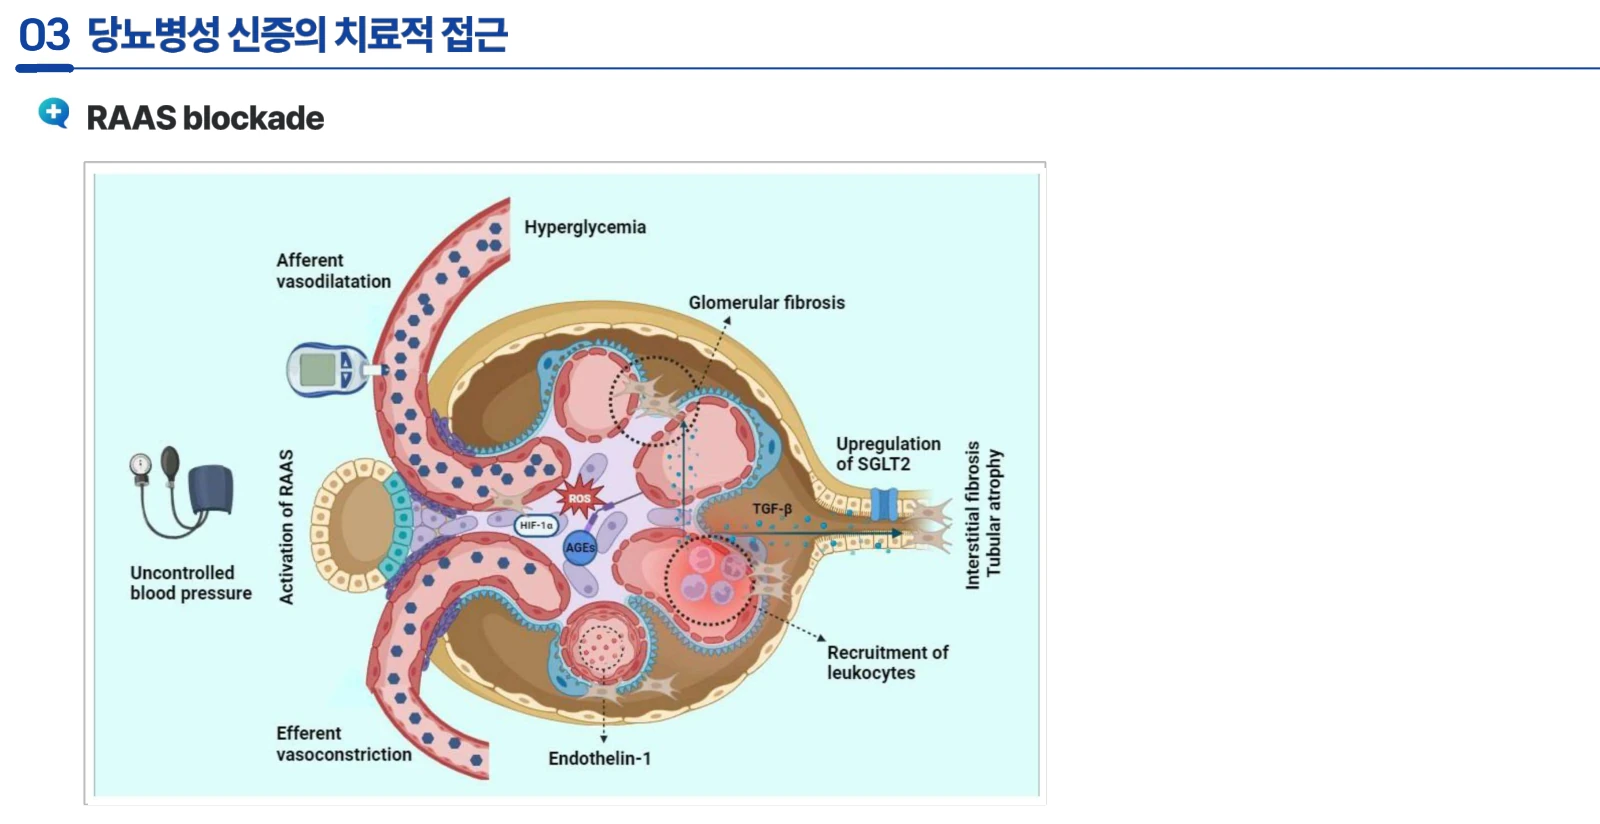 03 당뇨병성 신증의 치료적 접근
RAAS blockade
Hyperglycemia
Afferent
vasodilatation
Glomerular fibrosis
Upregulation
of SGLT2
Interstitial fibrosis
Tubular atrophy
Activation of RAAS
ROS
TGF-β
HIF-1α
AGEs
Uncontrolled
blood pressure
Recruitment of
leukocytes
Efferent
vasoconstriction
Endothelin-1